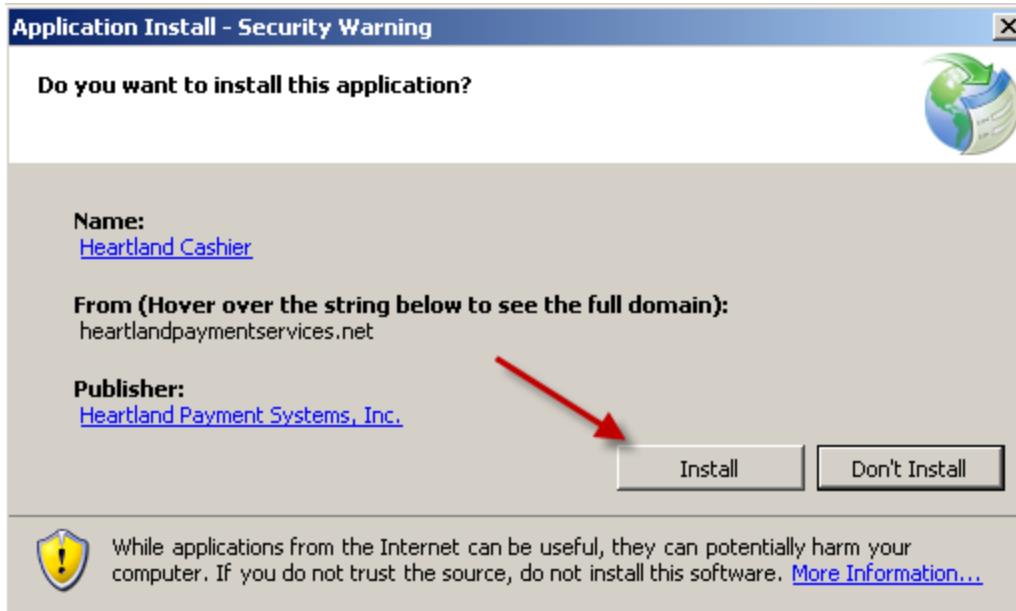 Application Install - Security Warning
Do you want to install this application?
Name:
Heartland Cashier
From (Hover over the string below to see the full domain):
heartlandpaymentservices.net
Publisher:
Heartland Payment Systems, Inc.
Install
Don't Install
While applications from the Internet can be useful, they can potentially harm your
computer. If you do not trust the source, do not install this software. More Information...